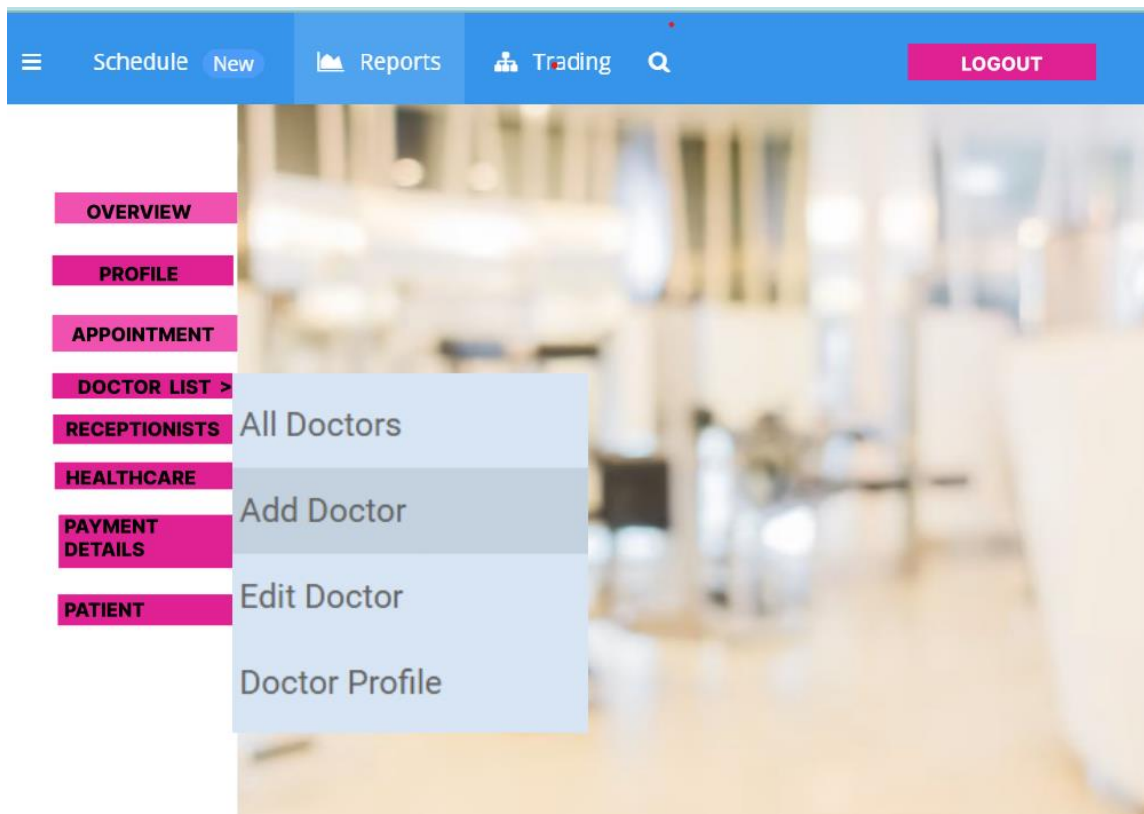 Schedule New Reports Trading LOGOUT
OVERVIEW
PROFILE
APPOINTMENT
DOCTOR LIST >
RECEPTIONISTS
HEALTHCARE
PAYMENT
DETAILS
PATIENT
All Doctors
Add Doctor
Edit Doctor
Doctor Profile